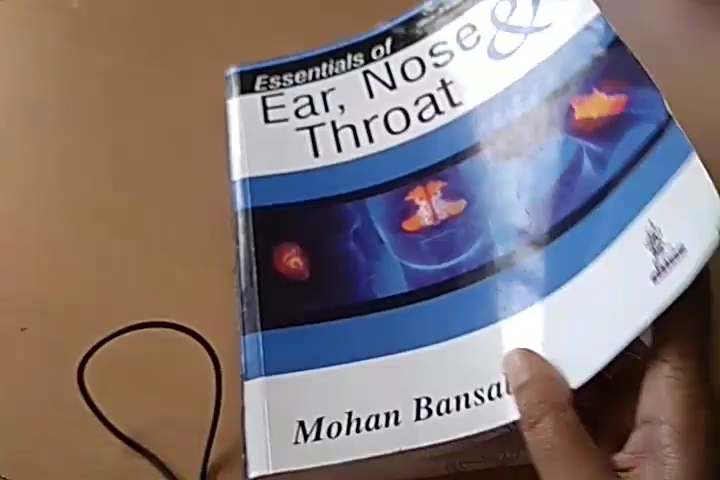 Essentials of
Ear, Nose &
Throat
Mohan Bansal